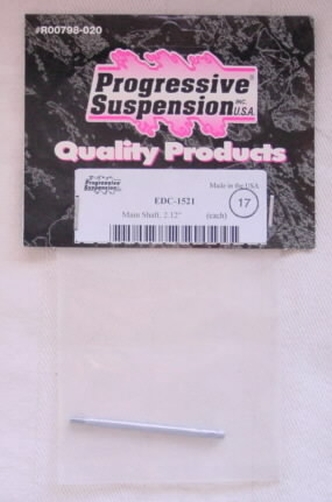 #R00798-020
Progressive
Suspension INC. U.S.A.
Quality Products
Progressive
Suspension
Made in the USA
EDC-1521
17
Main Shaft, 2.12" (each)